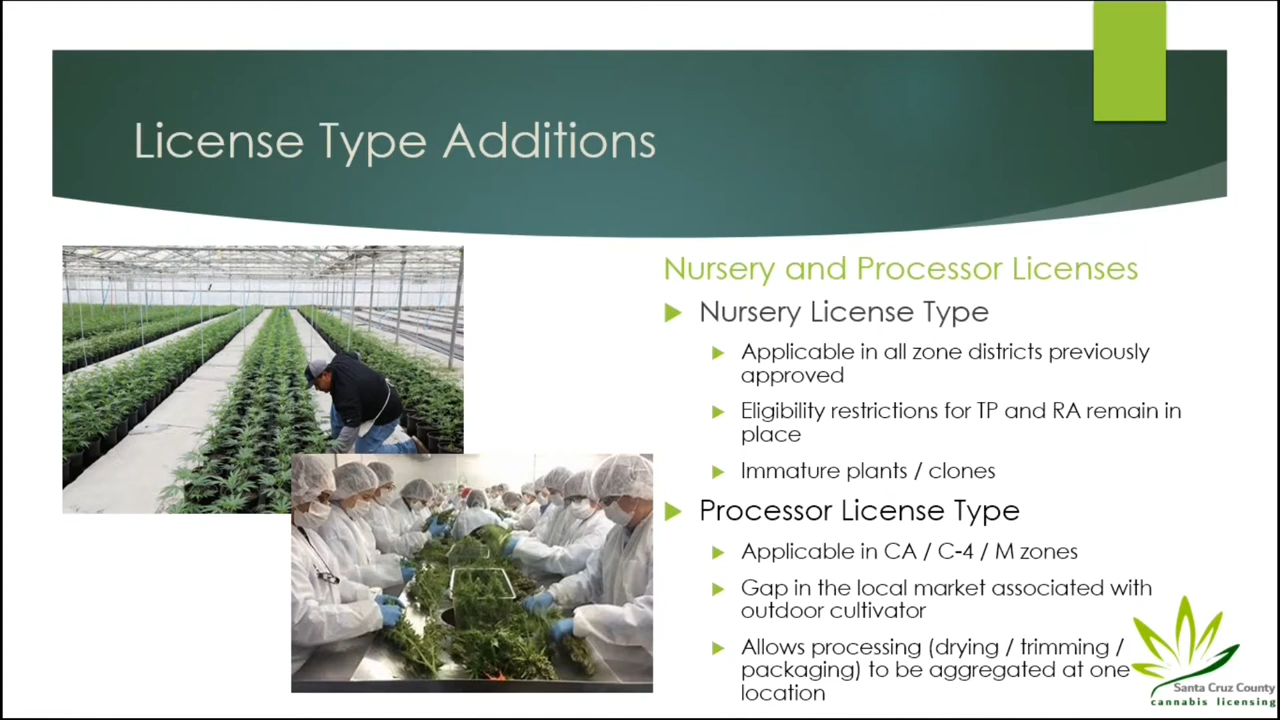 License Type Additions
Nursery and Processor Licenses
Nursery License Type
Applicable in all zone districts previously
approved
Eligibility restrictions for TP and RA remain in
place
Immature plants / clones
Processor License Type
Applicable in CA / C-4 / M zones
Gap in the local market associated with
outdoor cultivator
Allows processing (drying / trimming /
packaging) to be aggregated at one
location
Santa Cruz County
cannabis licensing